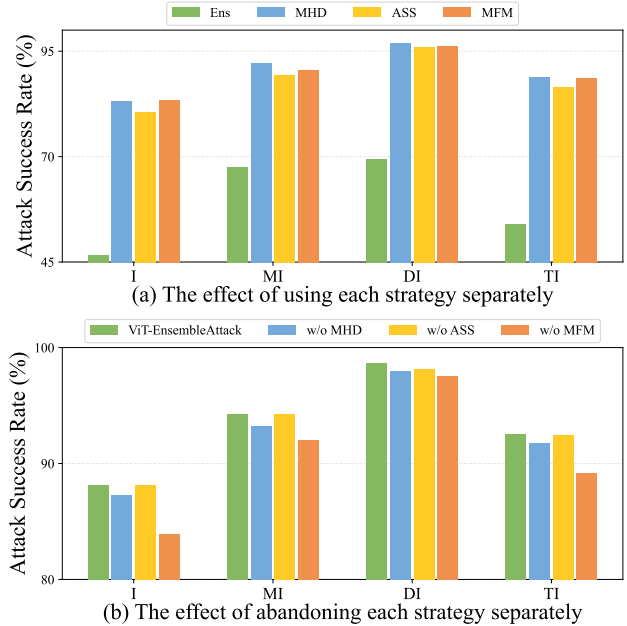 Ens MHD ASS MFM
Attack Success Rate (%)
95
70
45
I MI DI TI
(a) The effect of using each strategy separately
ViT-EnsembleAttack w/o MHD w/o ASS w/o MFM
Attack Success Rate (%)
100
90
80
I MI DI TI
(b) The effect of abandoning each strategy separately